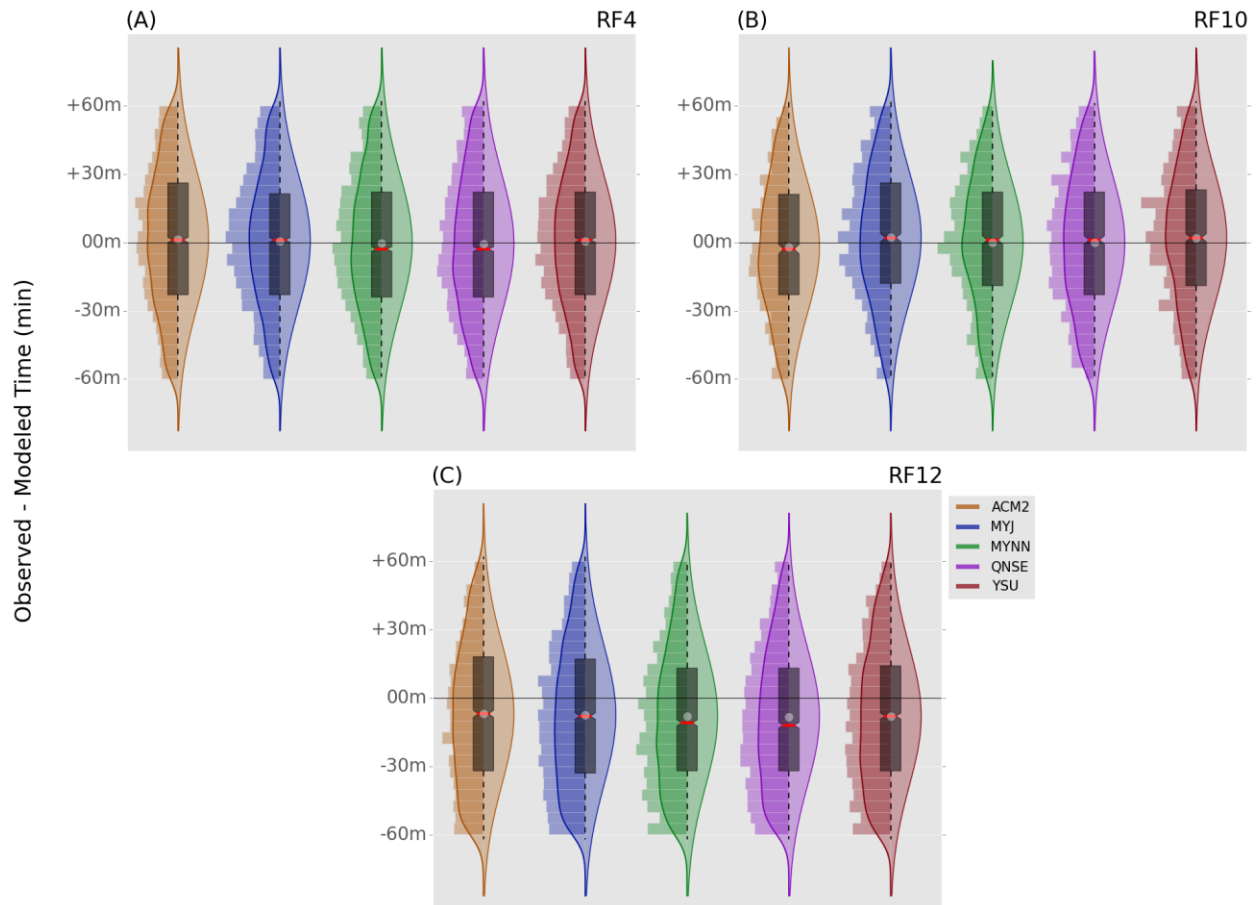 (A) RF4
(B) RF10
+60m
+30m
00m
-30m
-60m
+60m
+30m
00m
-30m
-60m
Observed - Modeled Time (min)
(C) RF12
+60m
+30m
00m
-30m
-60m
ACM2
MYJ
MYNN
QNSE
YSU